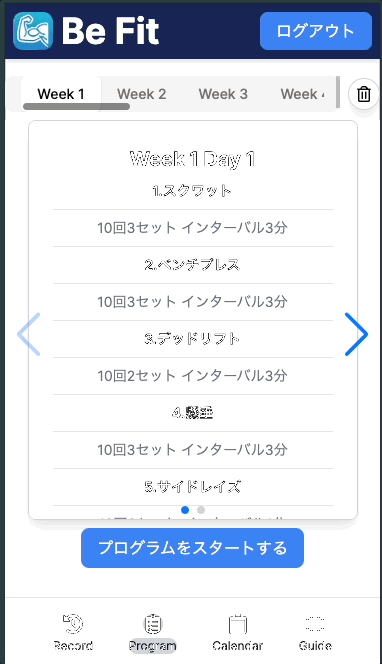 Be Fit
ログアウト
Week 1
Week 2
Week 3
Week
Week 1 Day 1
1.スクワット
10回3セット インターバル3分
2.ベンチプレス
10回3セット インターバル3分
3.デッドリフト
10回2セット インターバル3分
4.懸垂
10回3セット インターバル3分
5.サイドレイズ
プログラムをスタートする
Record
Program
Calendar
Guide